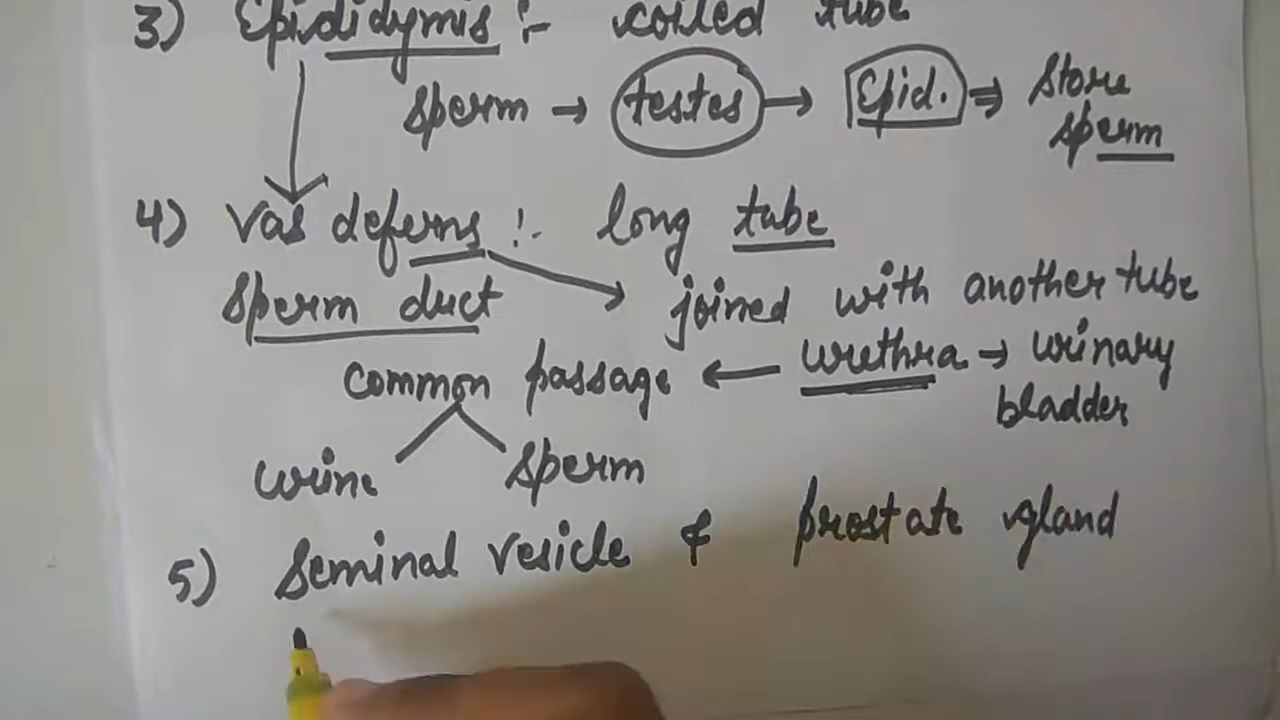 3) Epididymis :- coiled tube
sperm → testes → Epid. ⇒ store sperm
4) Vas deferns :- long tube
sperm duct → joined with another tube
common passage ← urethra → urinary bladder
urine sperm
5) Seminal vesicle & prostate gland